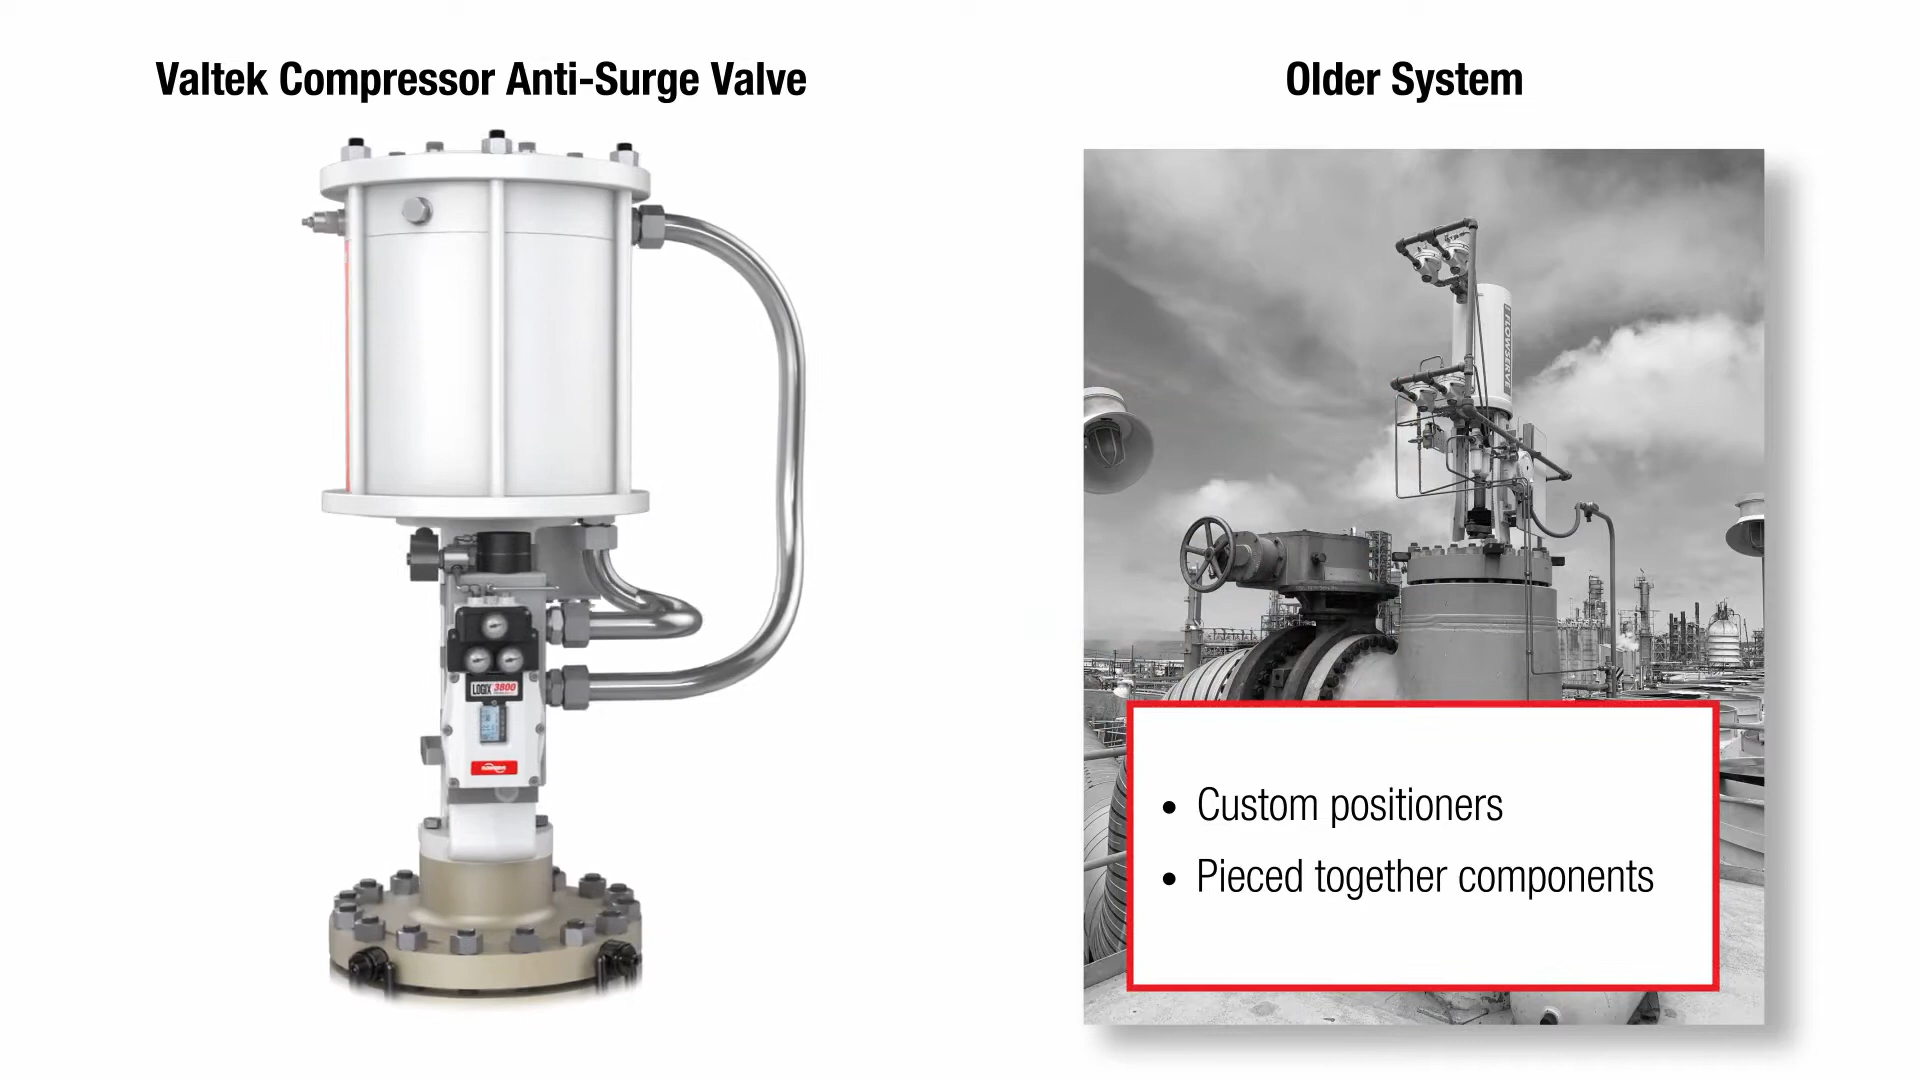 Valtek Compressor Anti-Surge Valve
Older System
FLOWSERVE
LOGIX 3800
• Custom positioners
• Pieced together components